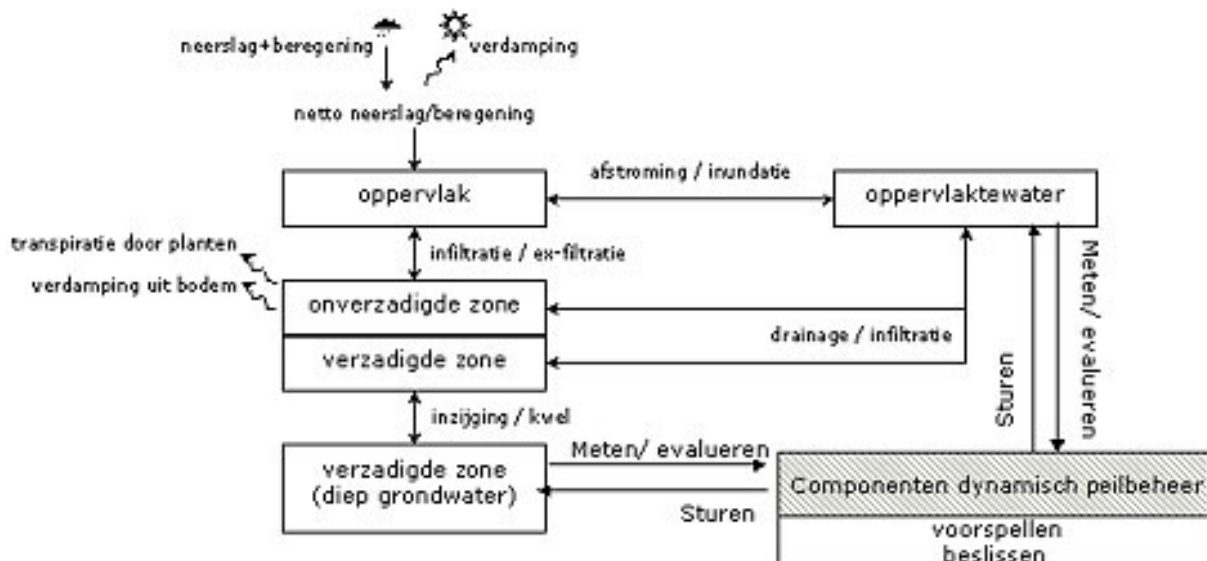 neerslag+beregening
verdamping
netto neerslag/beregening
oppervlak
afstroming / inundatie
oppervlaktewater
transpiratie door planten
infiltratie / ex-filtratie
verdamping uit bodem
onverzadigde zone
drainage / infiltratie
verzadigde zone
Sturen
Meten/ evalueren
inzijging / kwel
verzadigde zone
(diep grondwater)
Meten/ evalueren
Sturen
Componenten dynamisch peilbeheer
voorspellen
beslissen